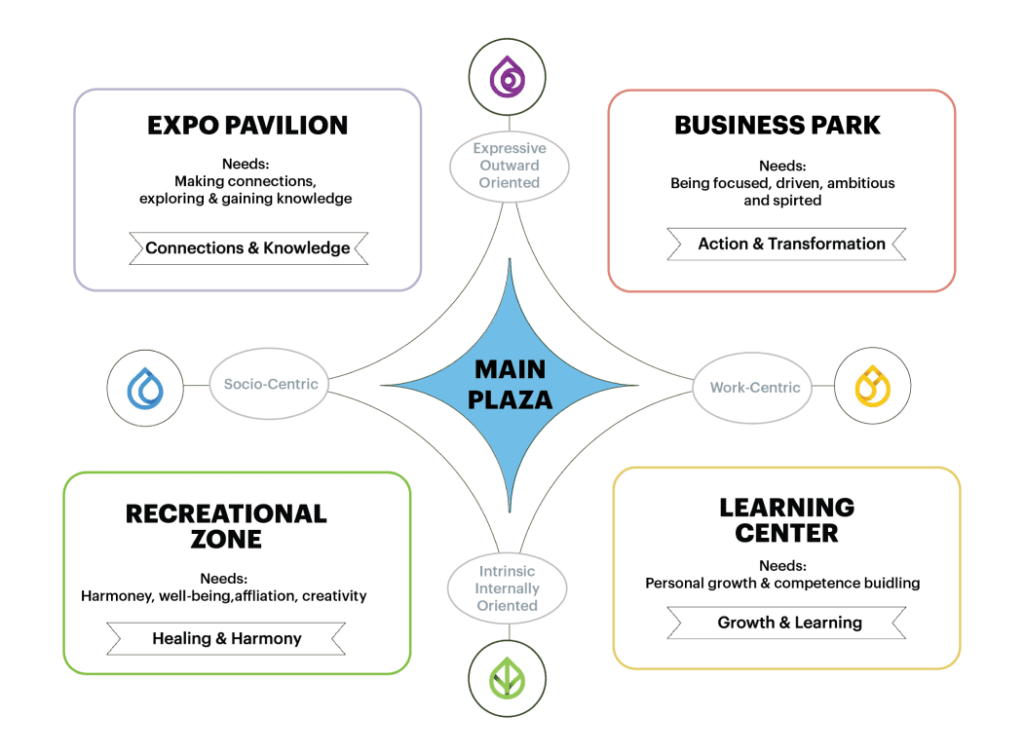 EXPO PAVILION
Needs:
Making connections,
exploring & gaining knowledge
Connections & Knowledge
Expressive
Outward
Oriented
BUSINESS PARK
Needs:
Being focused, driven, ambitious
and spirted
Action & Transformation
Socio-Centric
MAIN
PLAZA
Work-Centric
RECREATIONAL
ZONE
Needs:
Harmoney, well-being,affliation, creativity
Healing & Harmony
Intrinsic
Internally
Oriented
LEARNING
CENTER
Needs:
Personal growth & competence buidling
Growth & Learning